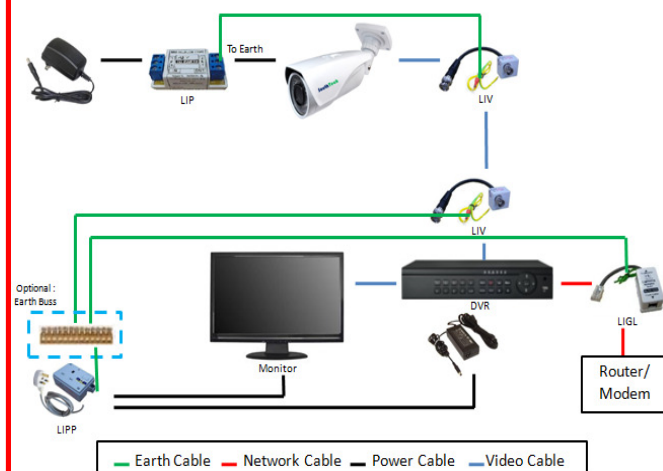 To Earth
LIP
LIV
LIV
Optional :
Earth Buss
DVR
LIGL
Monitor
Router/
Modem
LIPP
Earth Cable
Network Cable
Power Cable
Video Cable